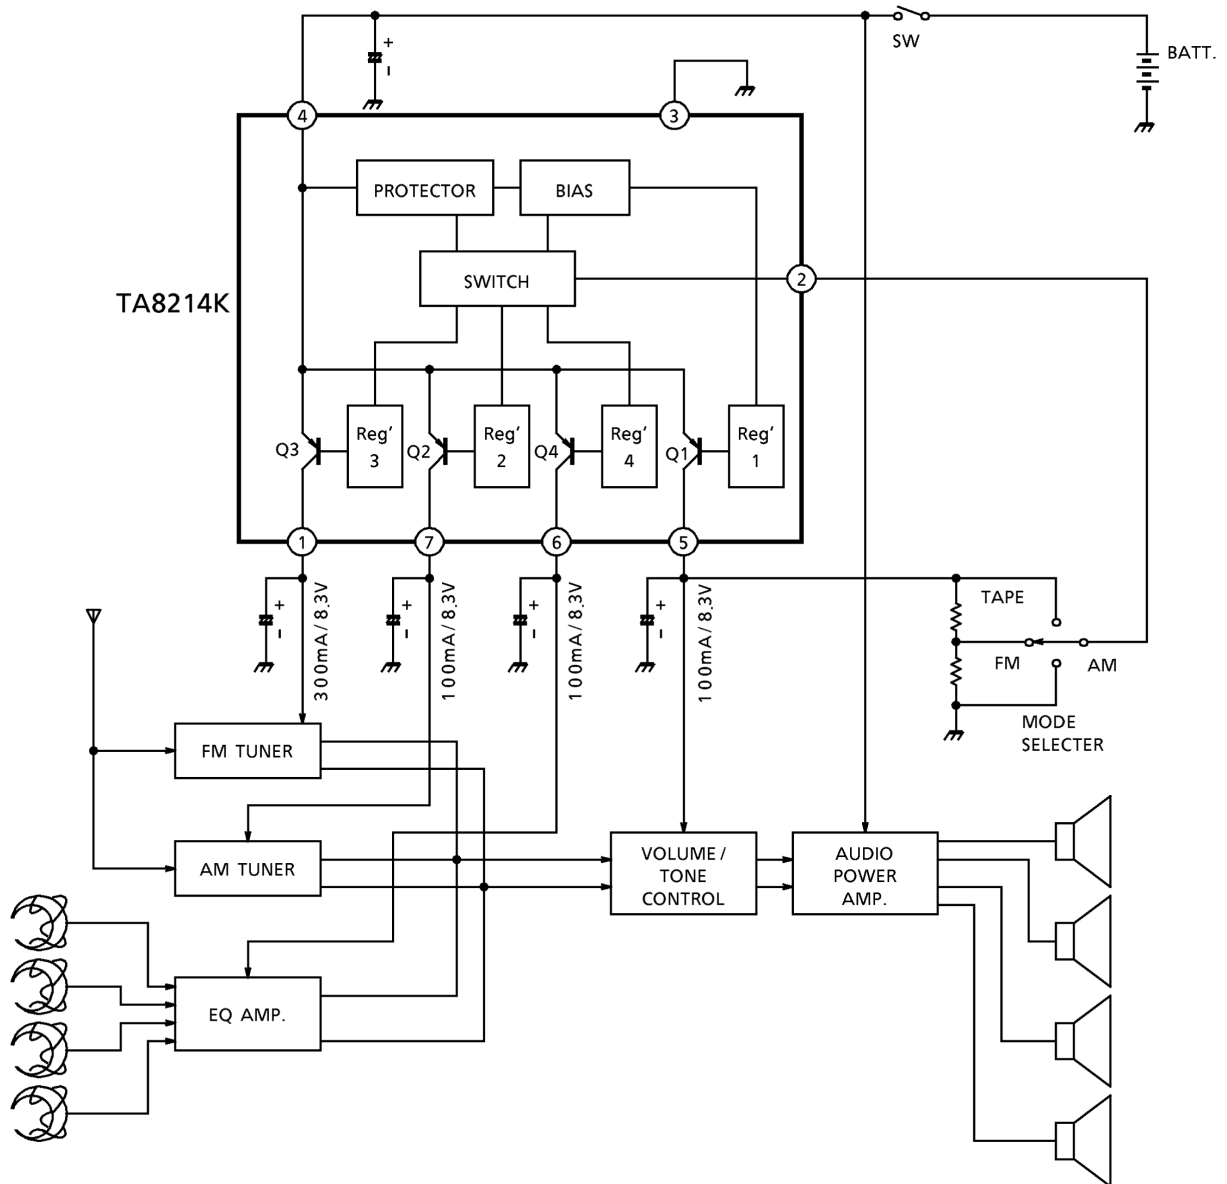 SW
+
-
BATT.
4
3
PROTECTOR
BIAS
SWITCH
2
TA8214K
Q3
Reg’
3
Q2
Reg’
2
Q4
Reg’
4
Q1
Reg’
1
1
7
6
5
+
-
300mA/8.3V
+
-
100mA/8.3V
+
-
100mA/8.3V
+
-
100mA/8.3V
TAPE
FM
AM
MODE
SELECTER
FM TUNER
AM TUNER
EQ AMP.
VOLUME/
TONE
CONTROL
AUDIO
POWER
AMP.